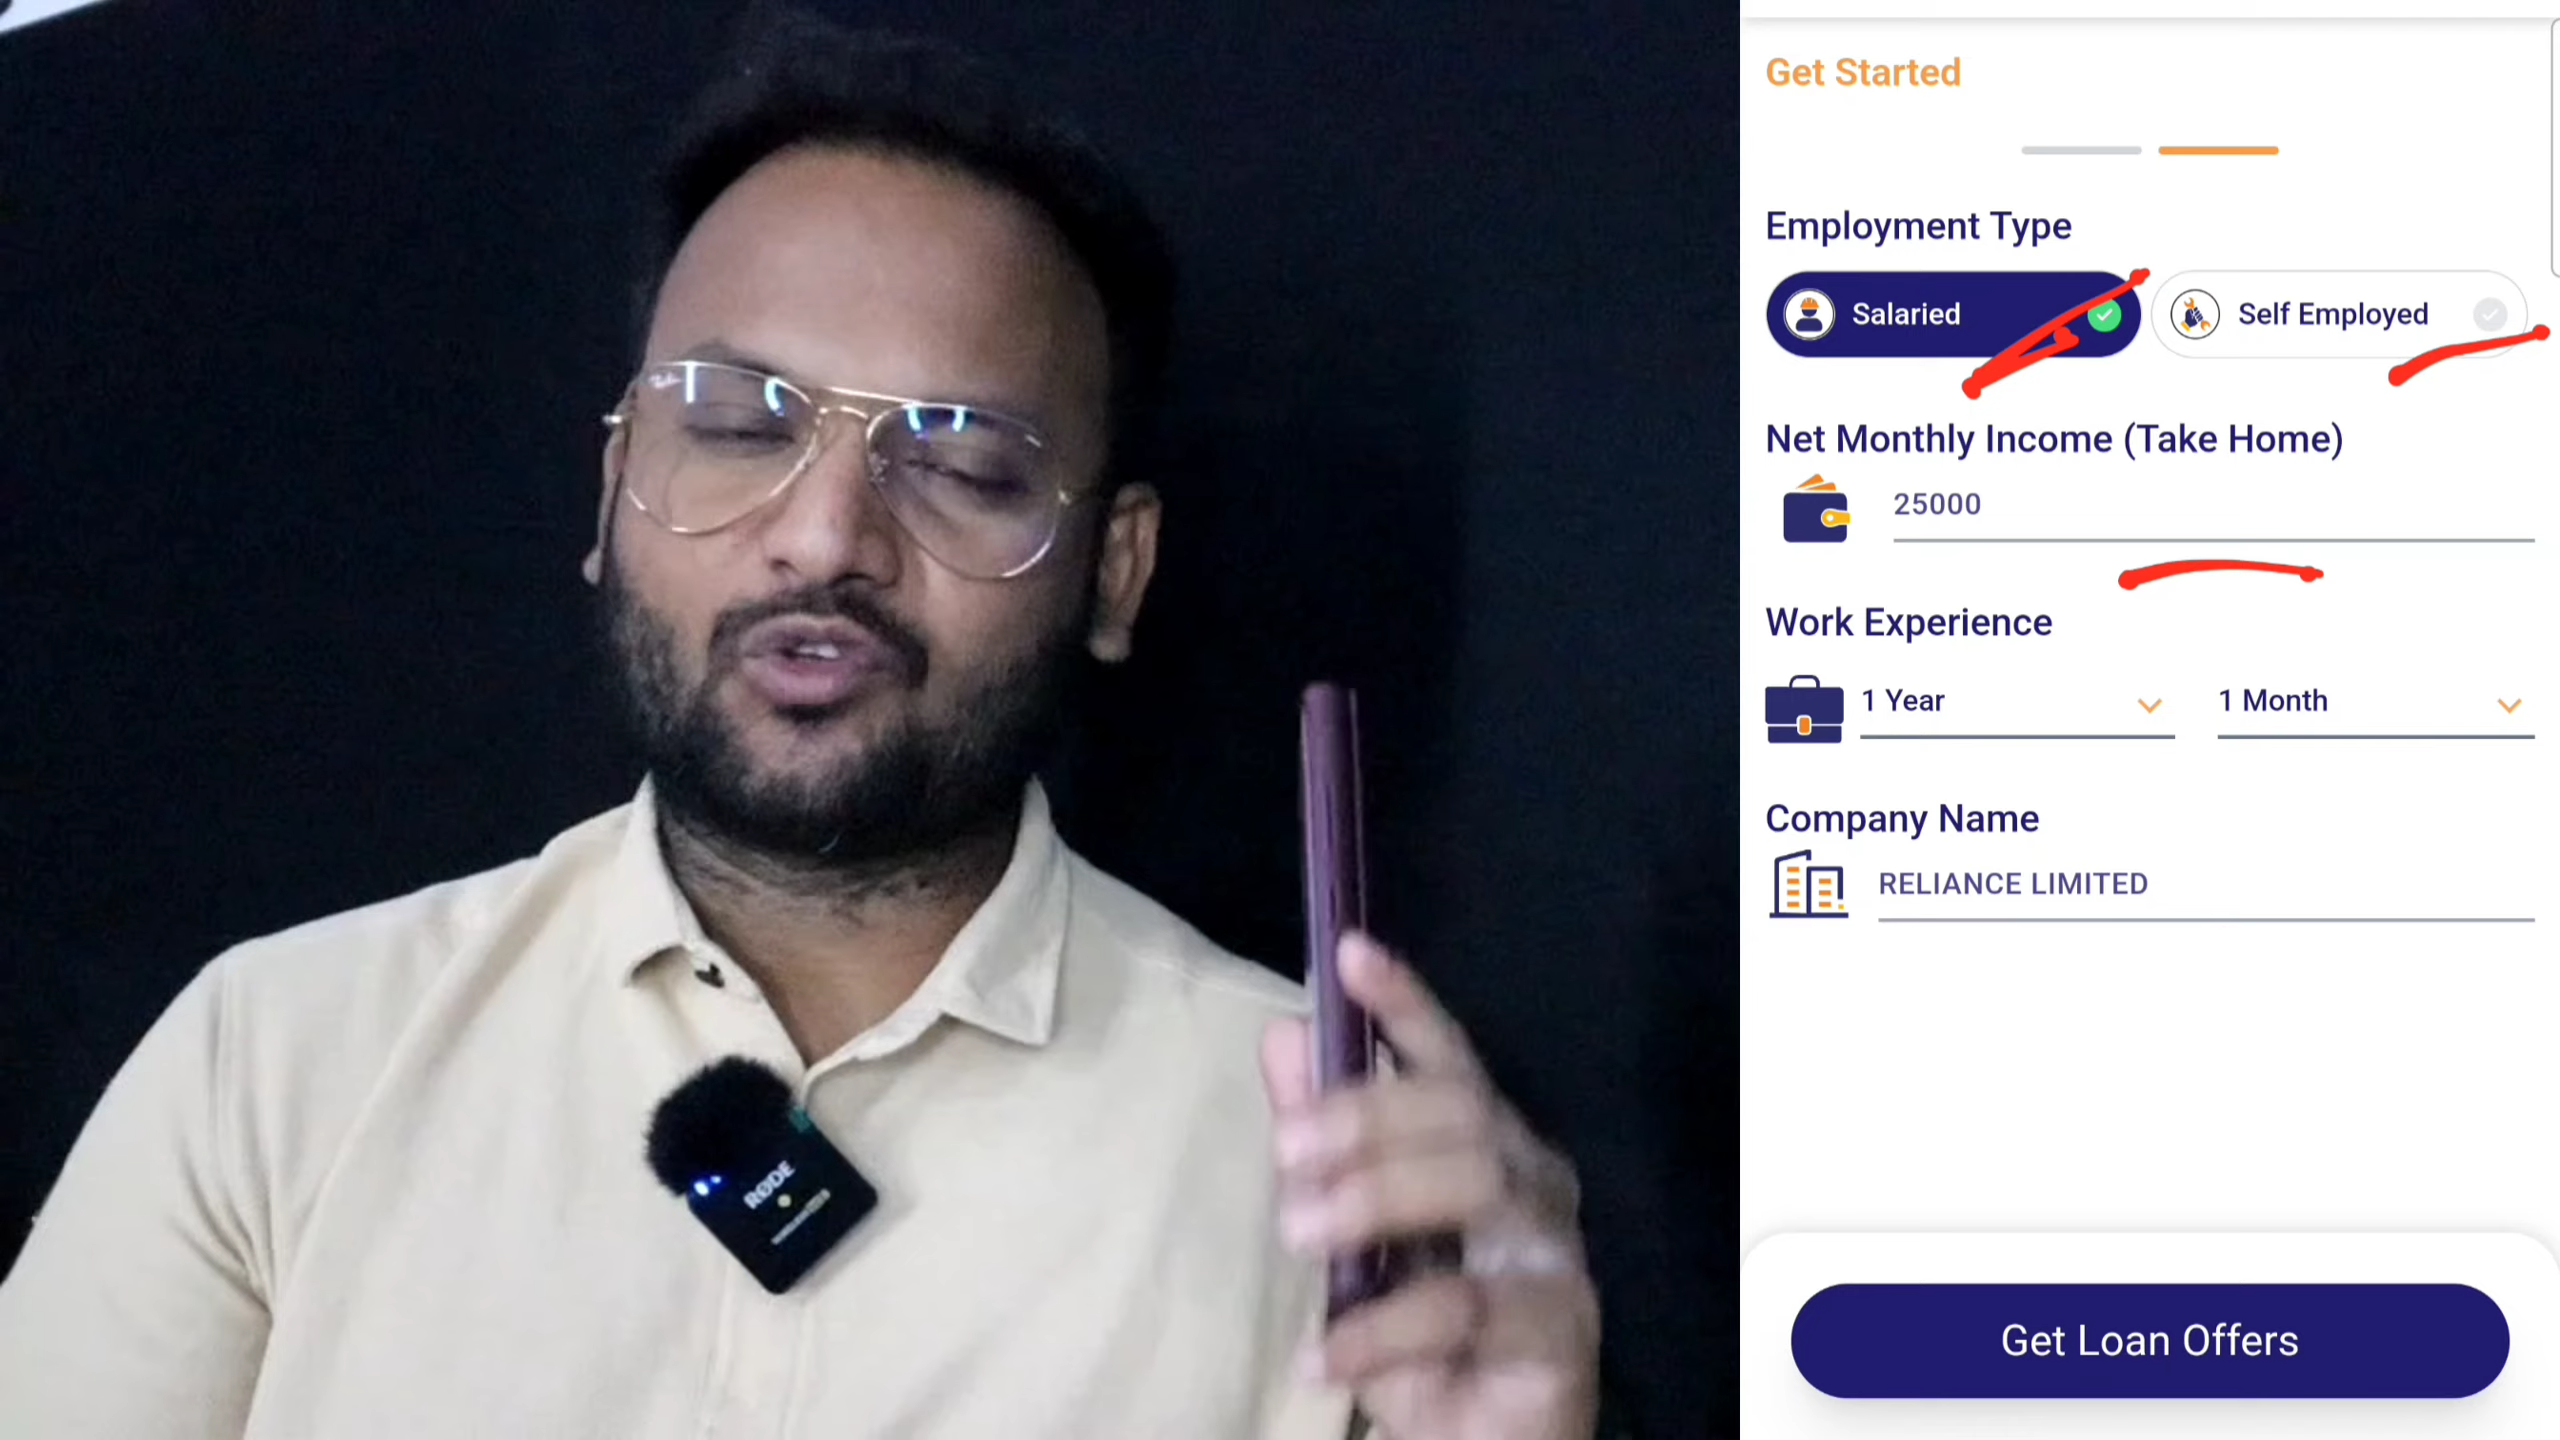 Get Started
Employment Type
Salaried
Self Employed
Net Monthly Income (Take Home)
25000
Work Experience
1 Year
1 Month
Company Name
RELIANCE LIMITED
Get Loan Offers
RØDE